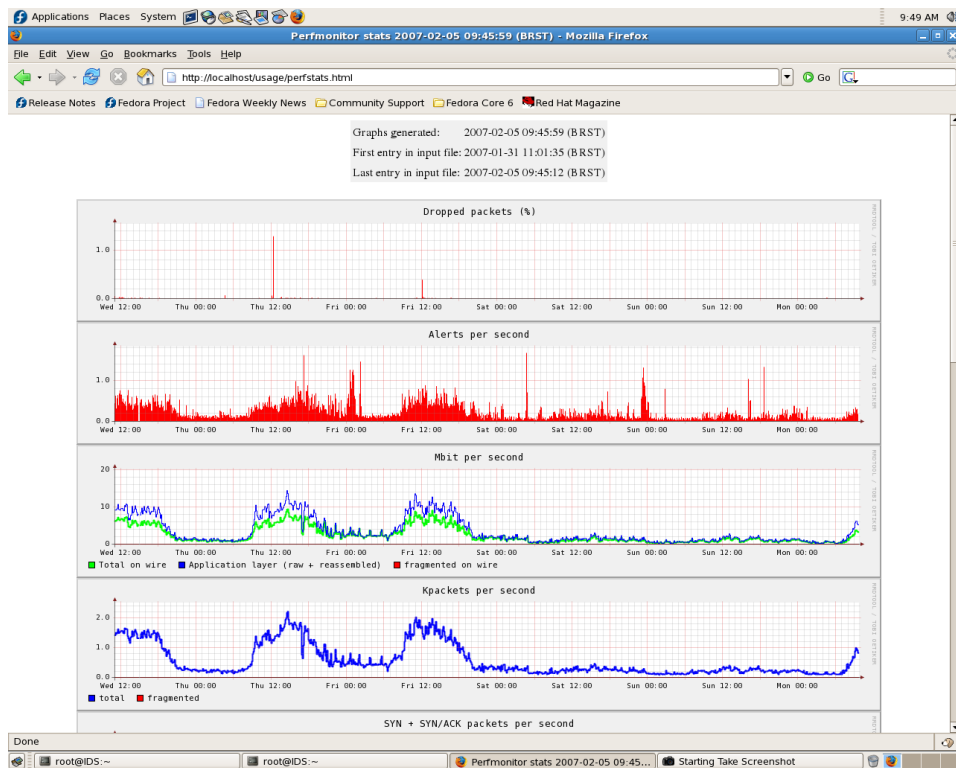 Applications Places System 9:49 AM
Perfmonitor stats 2007-02-05 09:45:59 (BRST) - Mozilla Firefox
File Edit View Go Bookmarks Tools Help
http://localhost/usage/perfstats.html Go
Release Notes Fedora Project Fedora Weekly News Community Support Fedora Core 6 Red Hat Magazine
Graphs generated: 2007-02-05 09:45:59 (BRST)
First entry in input file: 2007-01-31 11:01:35 (BRST)
Last entry in input file: 2007-02-05 09:45:12 (BRST)
Dropped packets (%)
RRDTOOL / TOBI OETIKER
1.0
0.0
Wed 12:00 Thu 00:00 Thu 12:00 Fri 00:00 Fri 12:00 Sat 00:00 Sat 12:00 Sun 00:00 Sun 12:00 Mon 00:00
Alerts per second
RRDTOOL / TOBI OETIKER
1.0
0.0
Wed 12:00 Thu 00:00 Thu 12:00 Fri 00:00 Fri 12:00 Sat 00:00 Sat 12:00 Sun 00:00 Sun 12:00 Mon 00:00
Mbit per second
RRDTOOL / TOBI OETIKER
20
10
0
Wed 12:00 Thu 00:00 Thu 12:00 Fri 00:00 Fri 12:00 Sat 00:00 Sat 12:00 Sun 00:00 Sun 12:00 Mon 00:00
Total on wire Application layer (raw + reassembled) fragmented on wire
Kpackets per second
RRDTOOL / TOBI OETIKER
2.0
1.0
0.0
Wed 12:00 Thu 00:00 Thu 12:00 Fri 00:00 Fri 12:00 Sat 00:00 Sat 12:00 Sun 00:00 Sun 12:00 Mon 00:00
total fragmented
SYN + SYN/ACK packets per second
Done
root@IDS:~ root@IDS:~ Perfmonitor stats 2007-02-05 09:45... Starting Take Screenshot